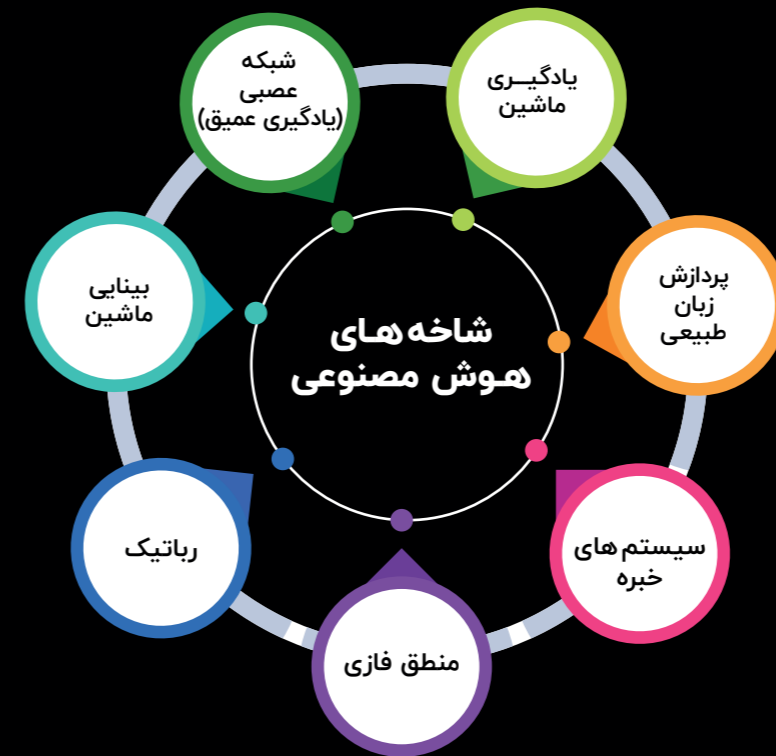 شاخه های
هوش مصنوعی
یادگیری
ماشین
پردازش
زبان
طبیعی
سیستم های
خبره
منطق فازی
رباتیک
بینایی
ماشین
شبکه
عصبی
(یادگیری عمیق)